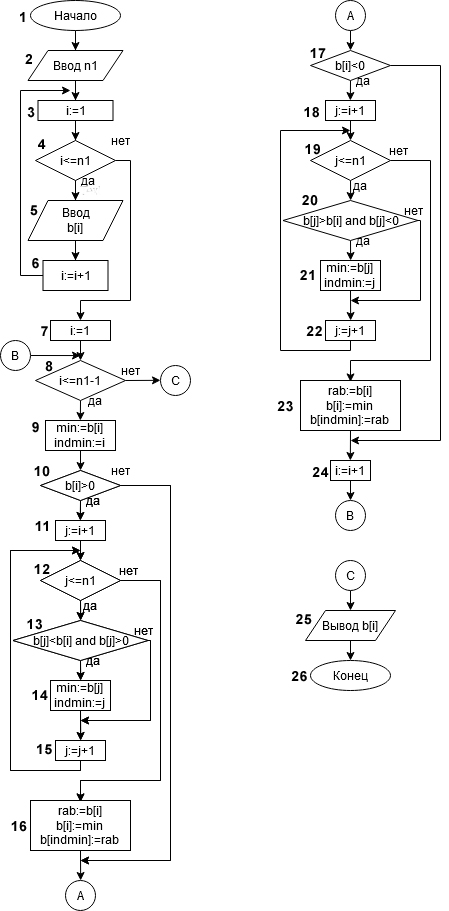 1 Начало
2 Ввод n1
3 i:=1
4 нет
i<=n1
да
5 Ввод
b[i]
6 i:=i+1
7 i:=1
B
8 нет
i<=n1-1
C
да
9 min:=b[i]
indmin:=i
10 нет
b[i]>0
да
11 j:=i+1
12 нет
j<=n1
да
13 нет
b[j]<b[i] and b[j]>0
да
14 min:=b[j]
indmin:=j
15 j:=j+1
16 rab:=b[i]
b[i]:=min
b[indmin]:=rab
A
A
17
b[i]<0
да
18 j:=i+1
19 нет
j<=n1
да
20 нет
b[j]>b[i] and b[j]<0
да
21 min:=b[j]
indmin:=j
22 j:=j+1
23 rab:=b[i]
b[i]:=min
b[indmin]:=rab
24 i:=i+1
B
C
25 Вывод b[i]
26 Конец